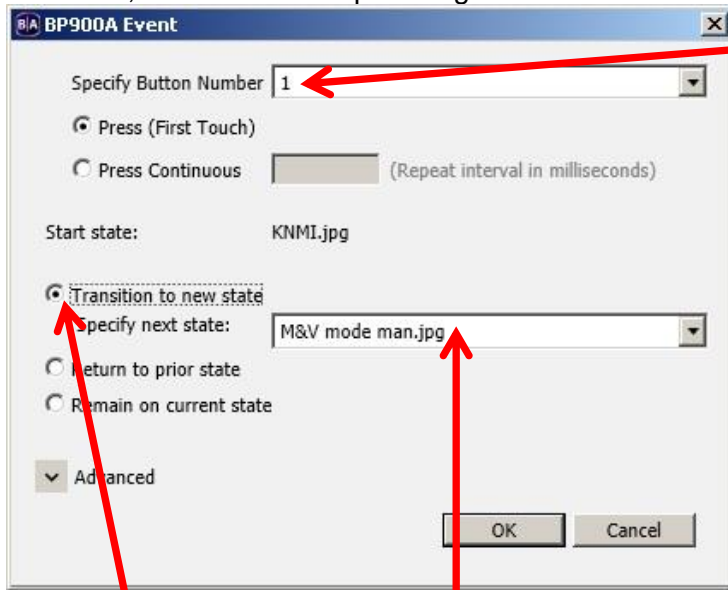 BP900A Event
Specify Button Number 1
Press (First Touch)
Press Continuous (Repeat interval in milliseconds)
Start state: KNMI.jpg
Transition to new state
Specify next state: M&V mode man.jpg
Return to prior state
Remain on current state
Advanced
OK Cancel